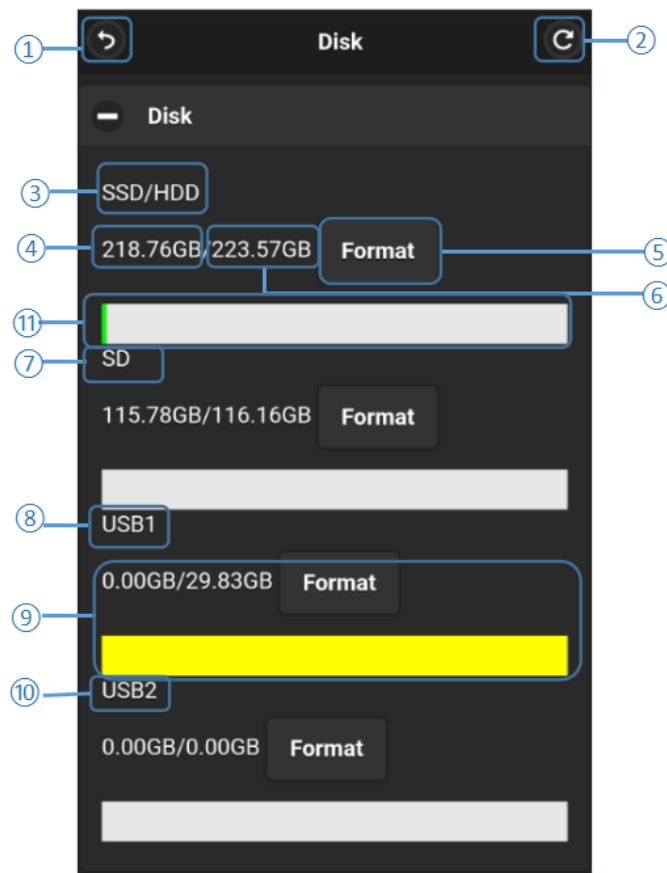 ① Disk ②
Disk
③ SSD/HDD
④ 218.76GB/223.57GB Format ⑤
⑥
⑪
⑦ SD
115.78GB/116.16GB Format
⑧ USB1
0.00GB/29.83GB Format
⑨
⑩ USB2
0.00GB/0.00GB Format